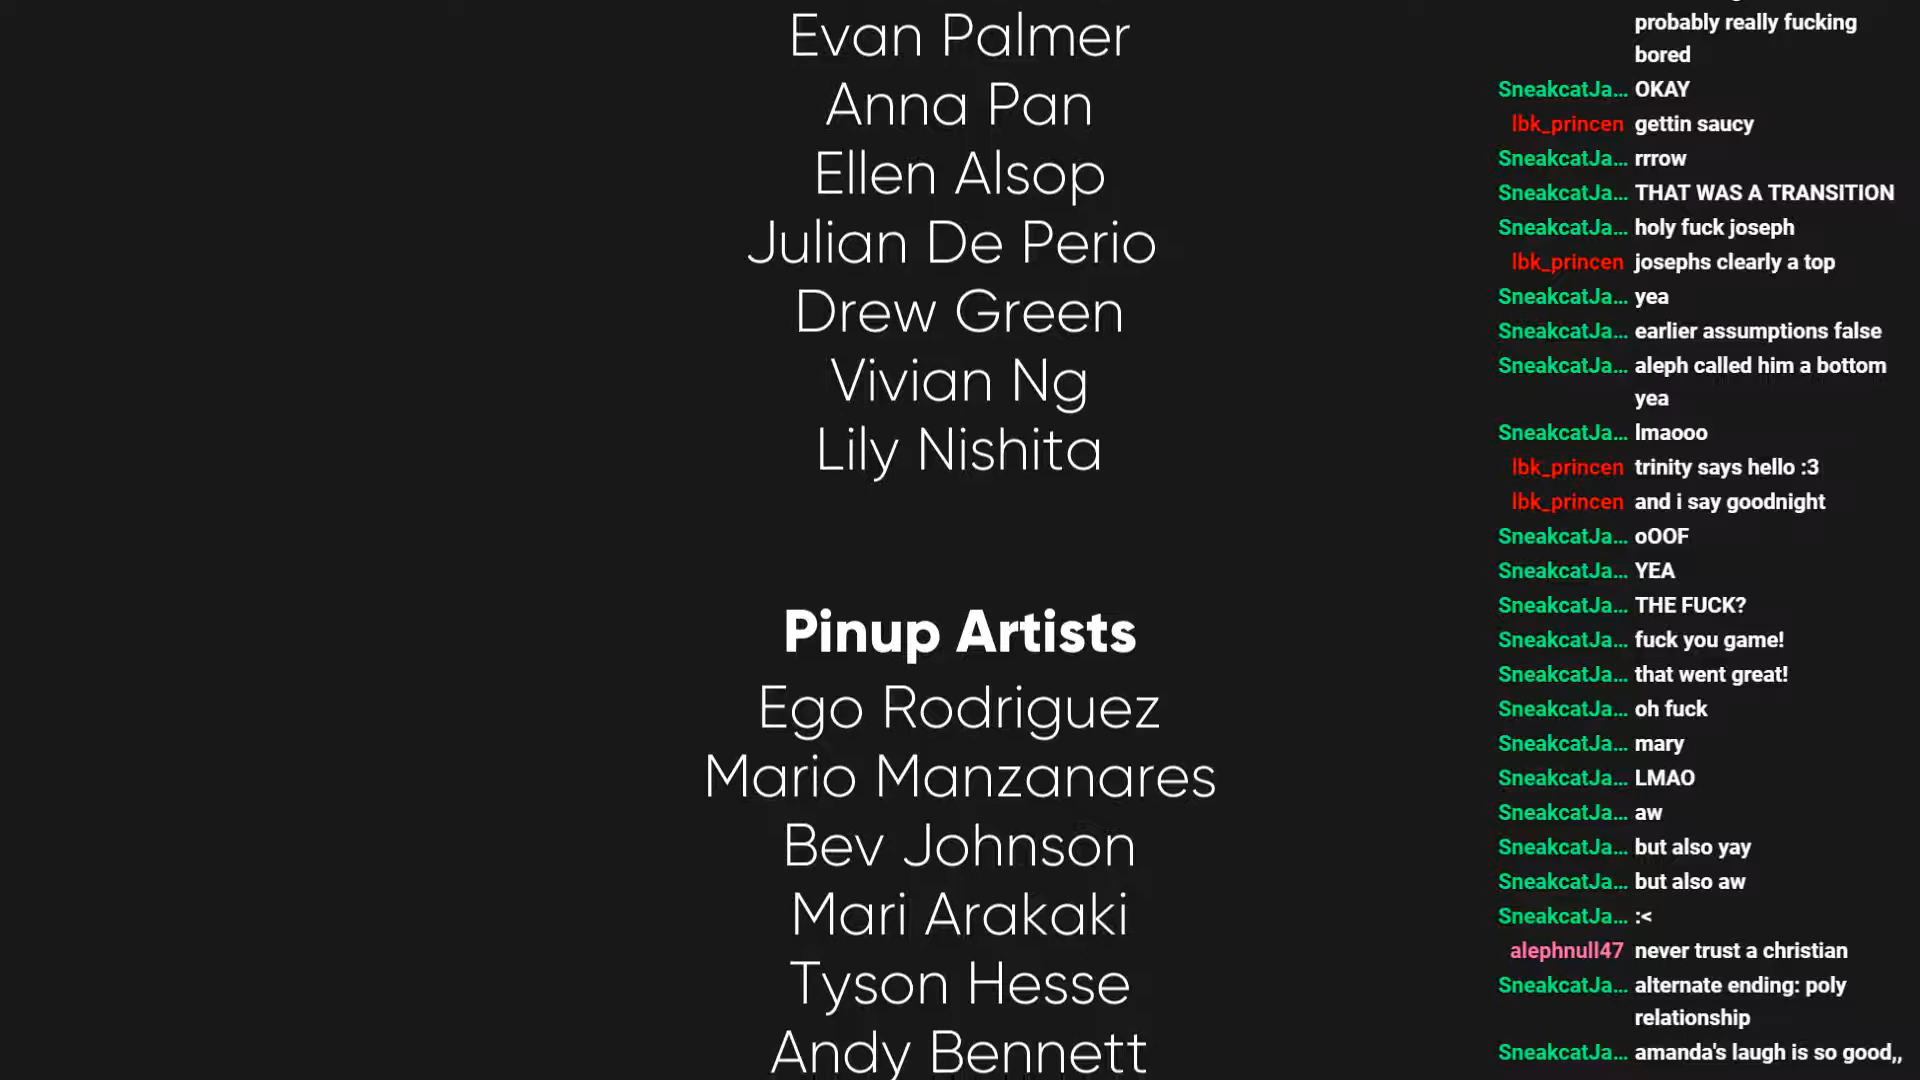 Evan Palmer
Anna Pan
Ellen Alsop
Julian De Perio
Drew Green
Vivian Ng
Lily Nishita
Pinup Artists
Ego Rodriguez
Mario Manzanares
Bev Johnson
Mari Arakaki
Tyson Hesse
Andy Bennett
probably really fucking
bored
SneakcatJa... OKAY
lbk_princen gettin saucy
SneakcatJa... rrrow
SneakcatJa... THAT WAS A TRANSITION
SneakcatJa... holy fuck joseph
lbk_princen josephs clearly a top
SneakcatJa... yea
SneakcatJa... earlier assumptions false
SneakcatJa... aleph called him a bottom
yea
SneakcatJa... lmaooo
lbk_princen trinity says hello :3
lbk_princen and i say goodnight
SneakcatJa... oOOF
SneakcatJa... YEA
SneakcatJa... THE FUCK?
SneakcatJa... fuck you game!
SneakcatJa... that went great!
SneakcatJa... oh fuck
SneakcatJa... mary
SneakcatJa... LMAO
SneakcatJa... aw
SneakcatJa... but also yay
SneakcatJa... but also aw
SneakcatJa... :<
alephnull47 never trust a christian
SneakcatJa... alternate ending: poly
relationship
SneakcatJa... amanda's laugh is so good,,